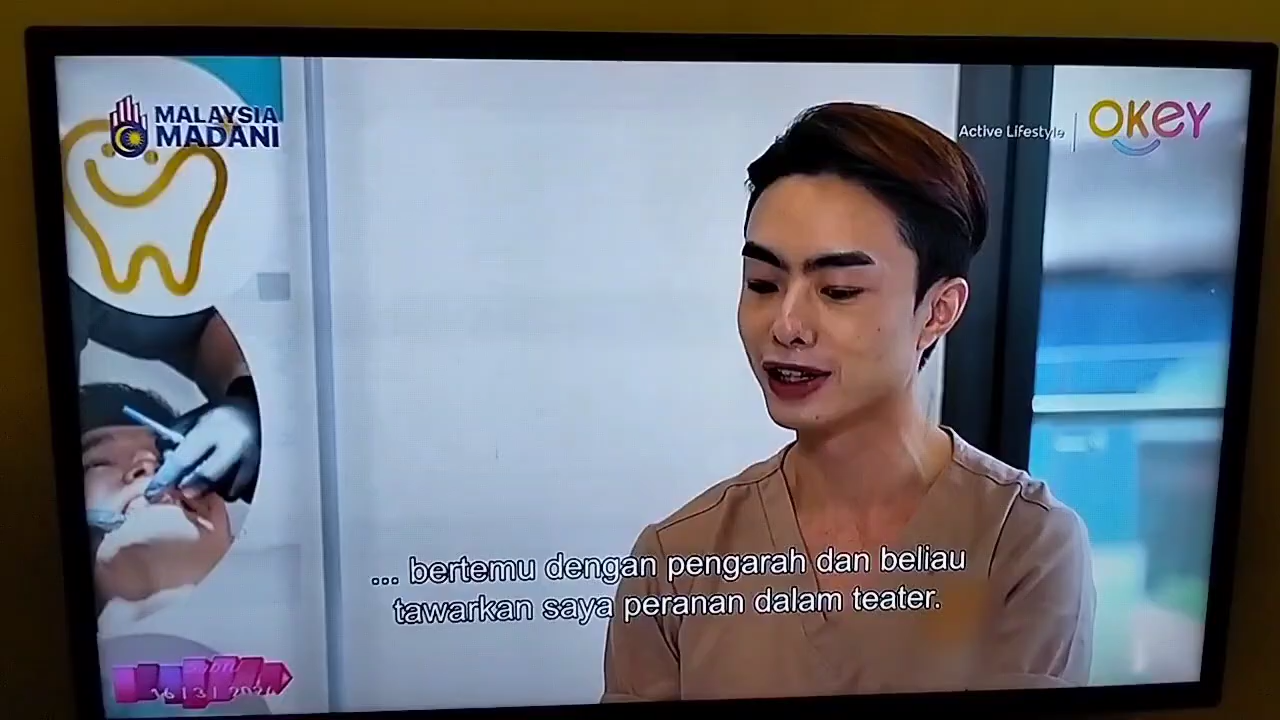 MALAYSIA
MADANI
Active Lifestyle
OKEY
... bertemu dengan pengarah dan beliau
tawarkan saya peranan dalam teater.